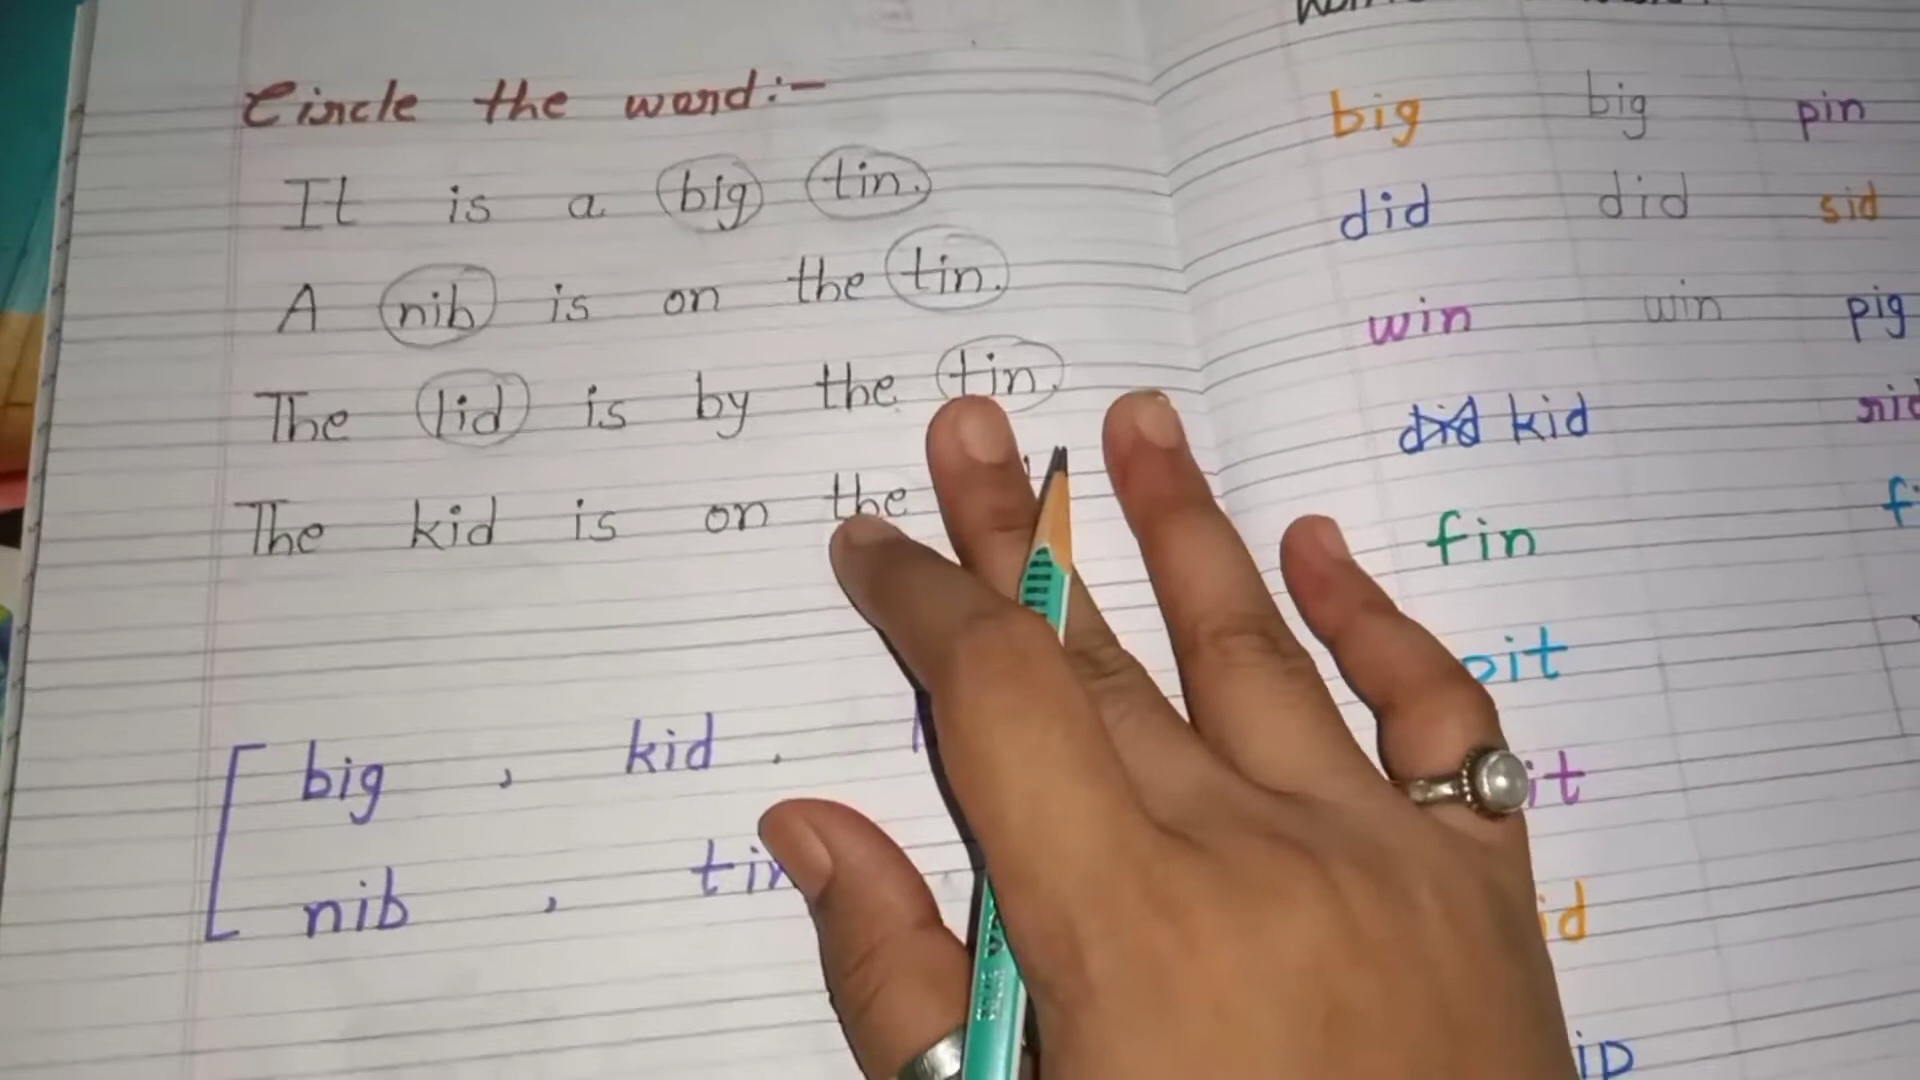 Circle the word:-
It is a big tin.
A nib is on the tin.
The lid is by the tin.
The kid is on the
big , kid ,
nib ,
big big pin
did did sid
win win pig
did kid
fin
pit